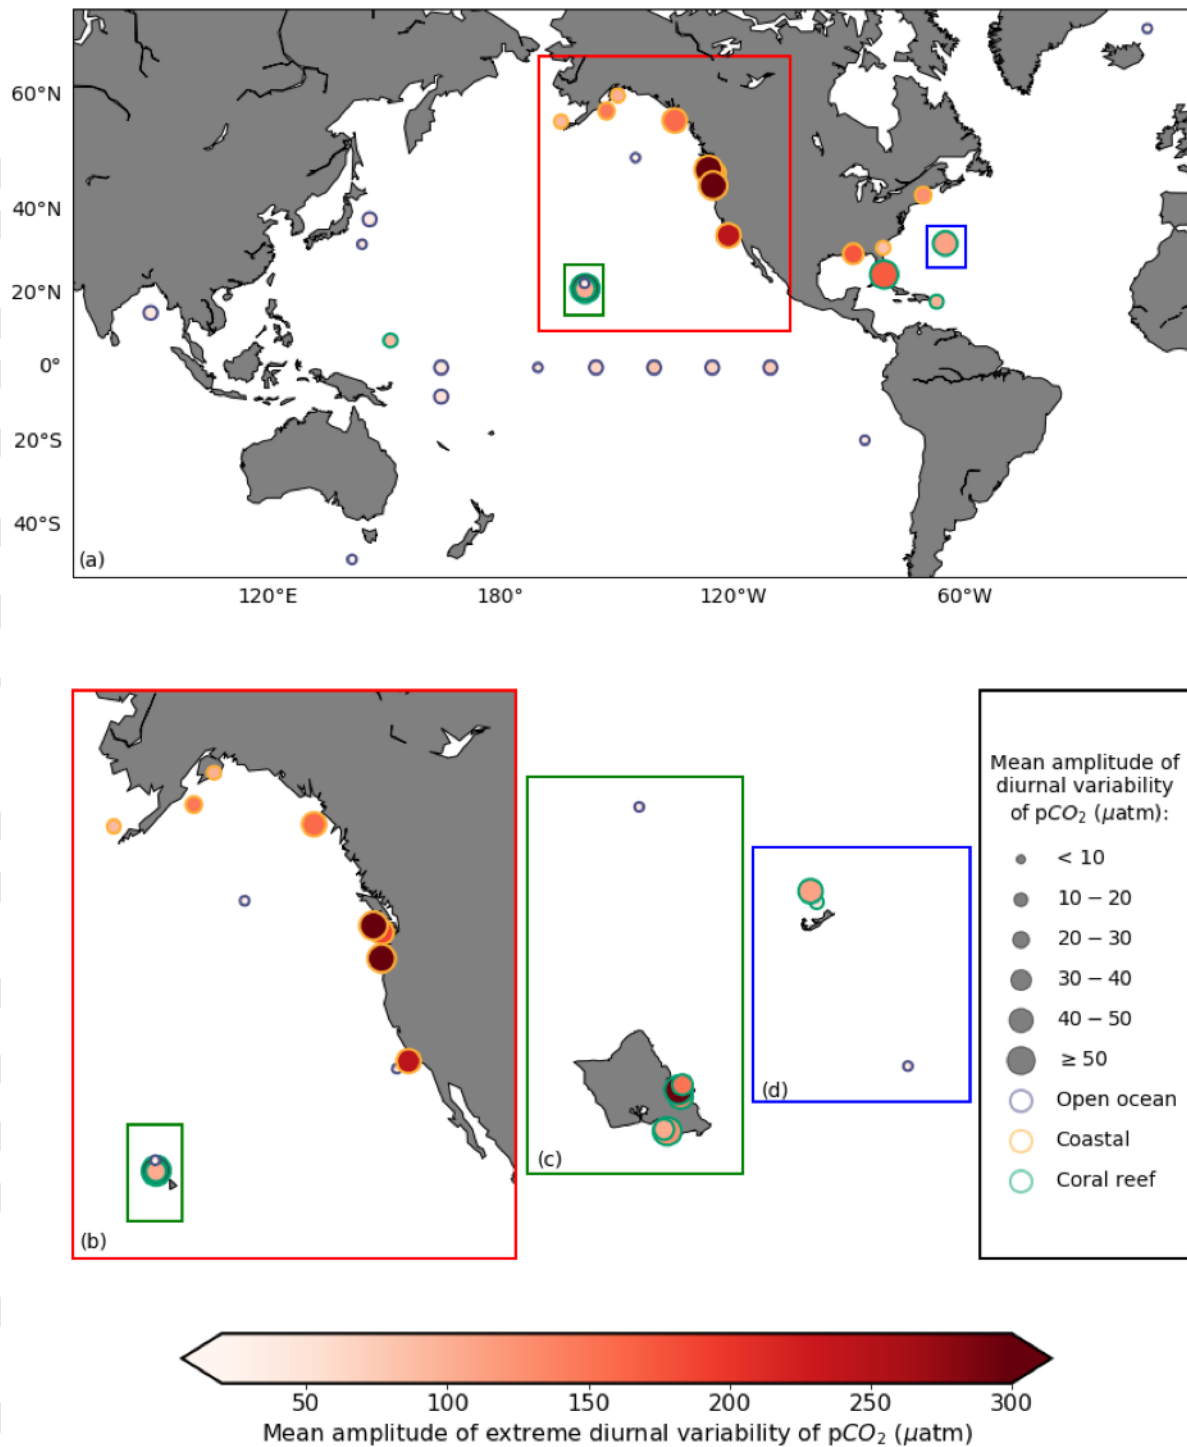 60°N
40°N
20°N
0°
20°S
40°S
(a)
120°E 180° 120°W 60°W
(b)
(c)
(d)
Mean amplitude of
diurnal variability
of pCO₂ (μatm):
< 10
10 − 20
20 − 30
30 − 40
40 − 50
≥ 50
Open ocean
Coastal
Coral reef
50 100 150 200 250 300
Mean amplitude of extreme diurnal variability of pCO₂ (μatm)